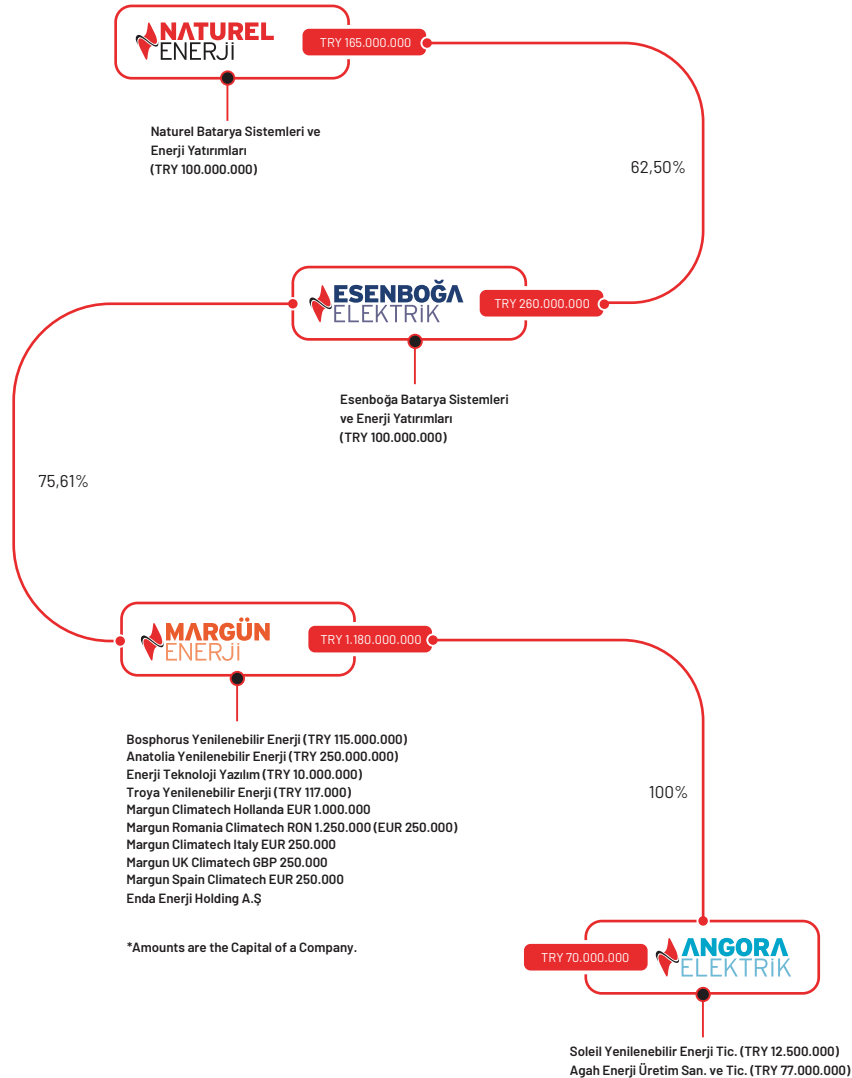 NATUREL
ENERJİ
TRY 165.000.000
Naturel Batarya Sistemleri ve
Enerji Yatırımları
(TRY 100.000.000)
62,50%
ESENBOĞA
ELEKTRİK
TRY 260.000.000
Esenboğa Batarya Sistemleri
ve Enerji Yatırımları
(TRY 100.000.000)
75,61%
MARGÜN
ENERJİ
TRY 1.180.000.000
Bosphorus Yenilenebilir Enerji (TRY 115.000.000)
Anatolia Yenilenebilir Enerji (TRY 250.000.000)
Enerji Teknoloji Yazılım (TRY 10.000.000)
Troya Yenilenebilir Enerji (TRY 117.000)
Margun Climatech Hollanda EUR 1.000.000
Margun Romania Climatech RON 1.250.000 (EUR 250.000)
Margun Climatech Italy EUR 250.000
Margun UK Climatech GBP 250.000
Margun Spain Climatech EUR 250.000
Enda Enerji Holding A.Ş
*Amounts are the Capital of a Company.
100%
TRY 70.000.000
ANGORA
ELEKTRİK
Soleil Yenilenebilir Enerji Tic. (TRY 12.500.000)
Agah Enerji Üretim San. ve Tic. (TRY 77.000.000)